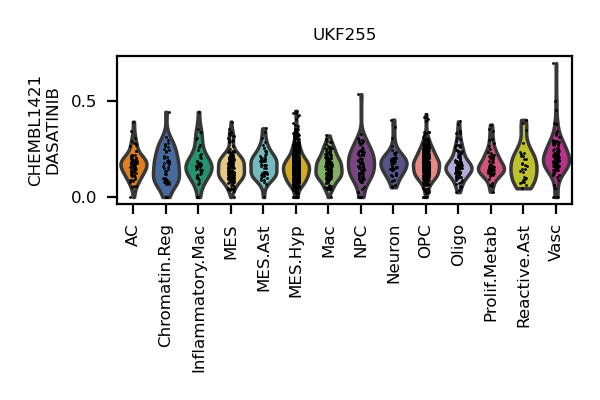 UKF255
CHEMBL1421
DASATINIB
0.5
0.0
AC
Chromatin.Reg
Inflammatory.Mac
MES
MES.Ast
MES.Hyp
Mac
NPC
Neuron
OPC
Oligo
Prolif.Metab
Reactive.Ast
Vasc